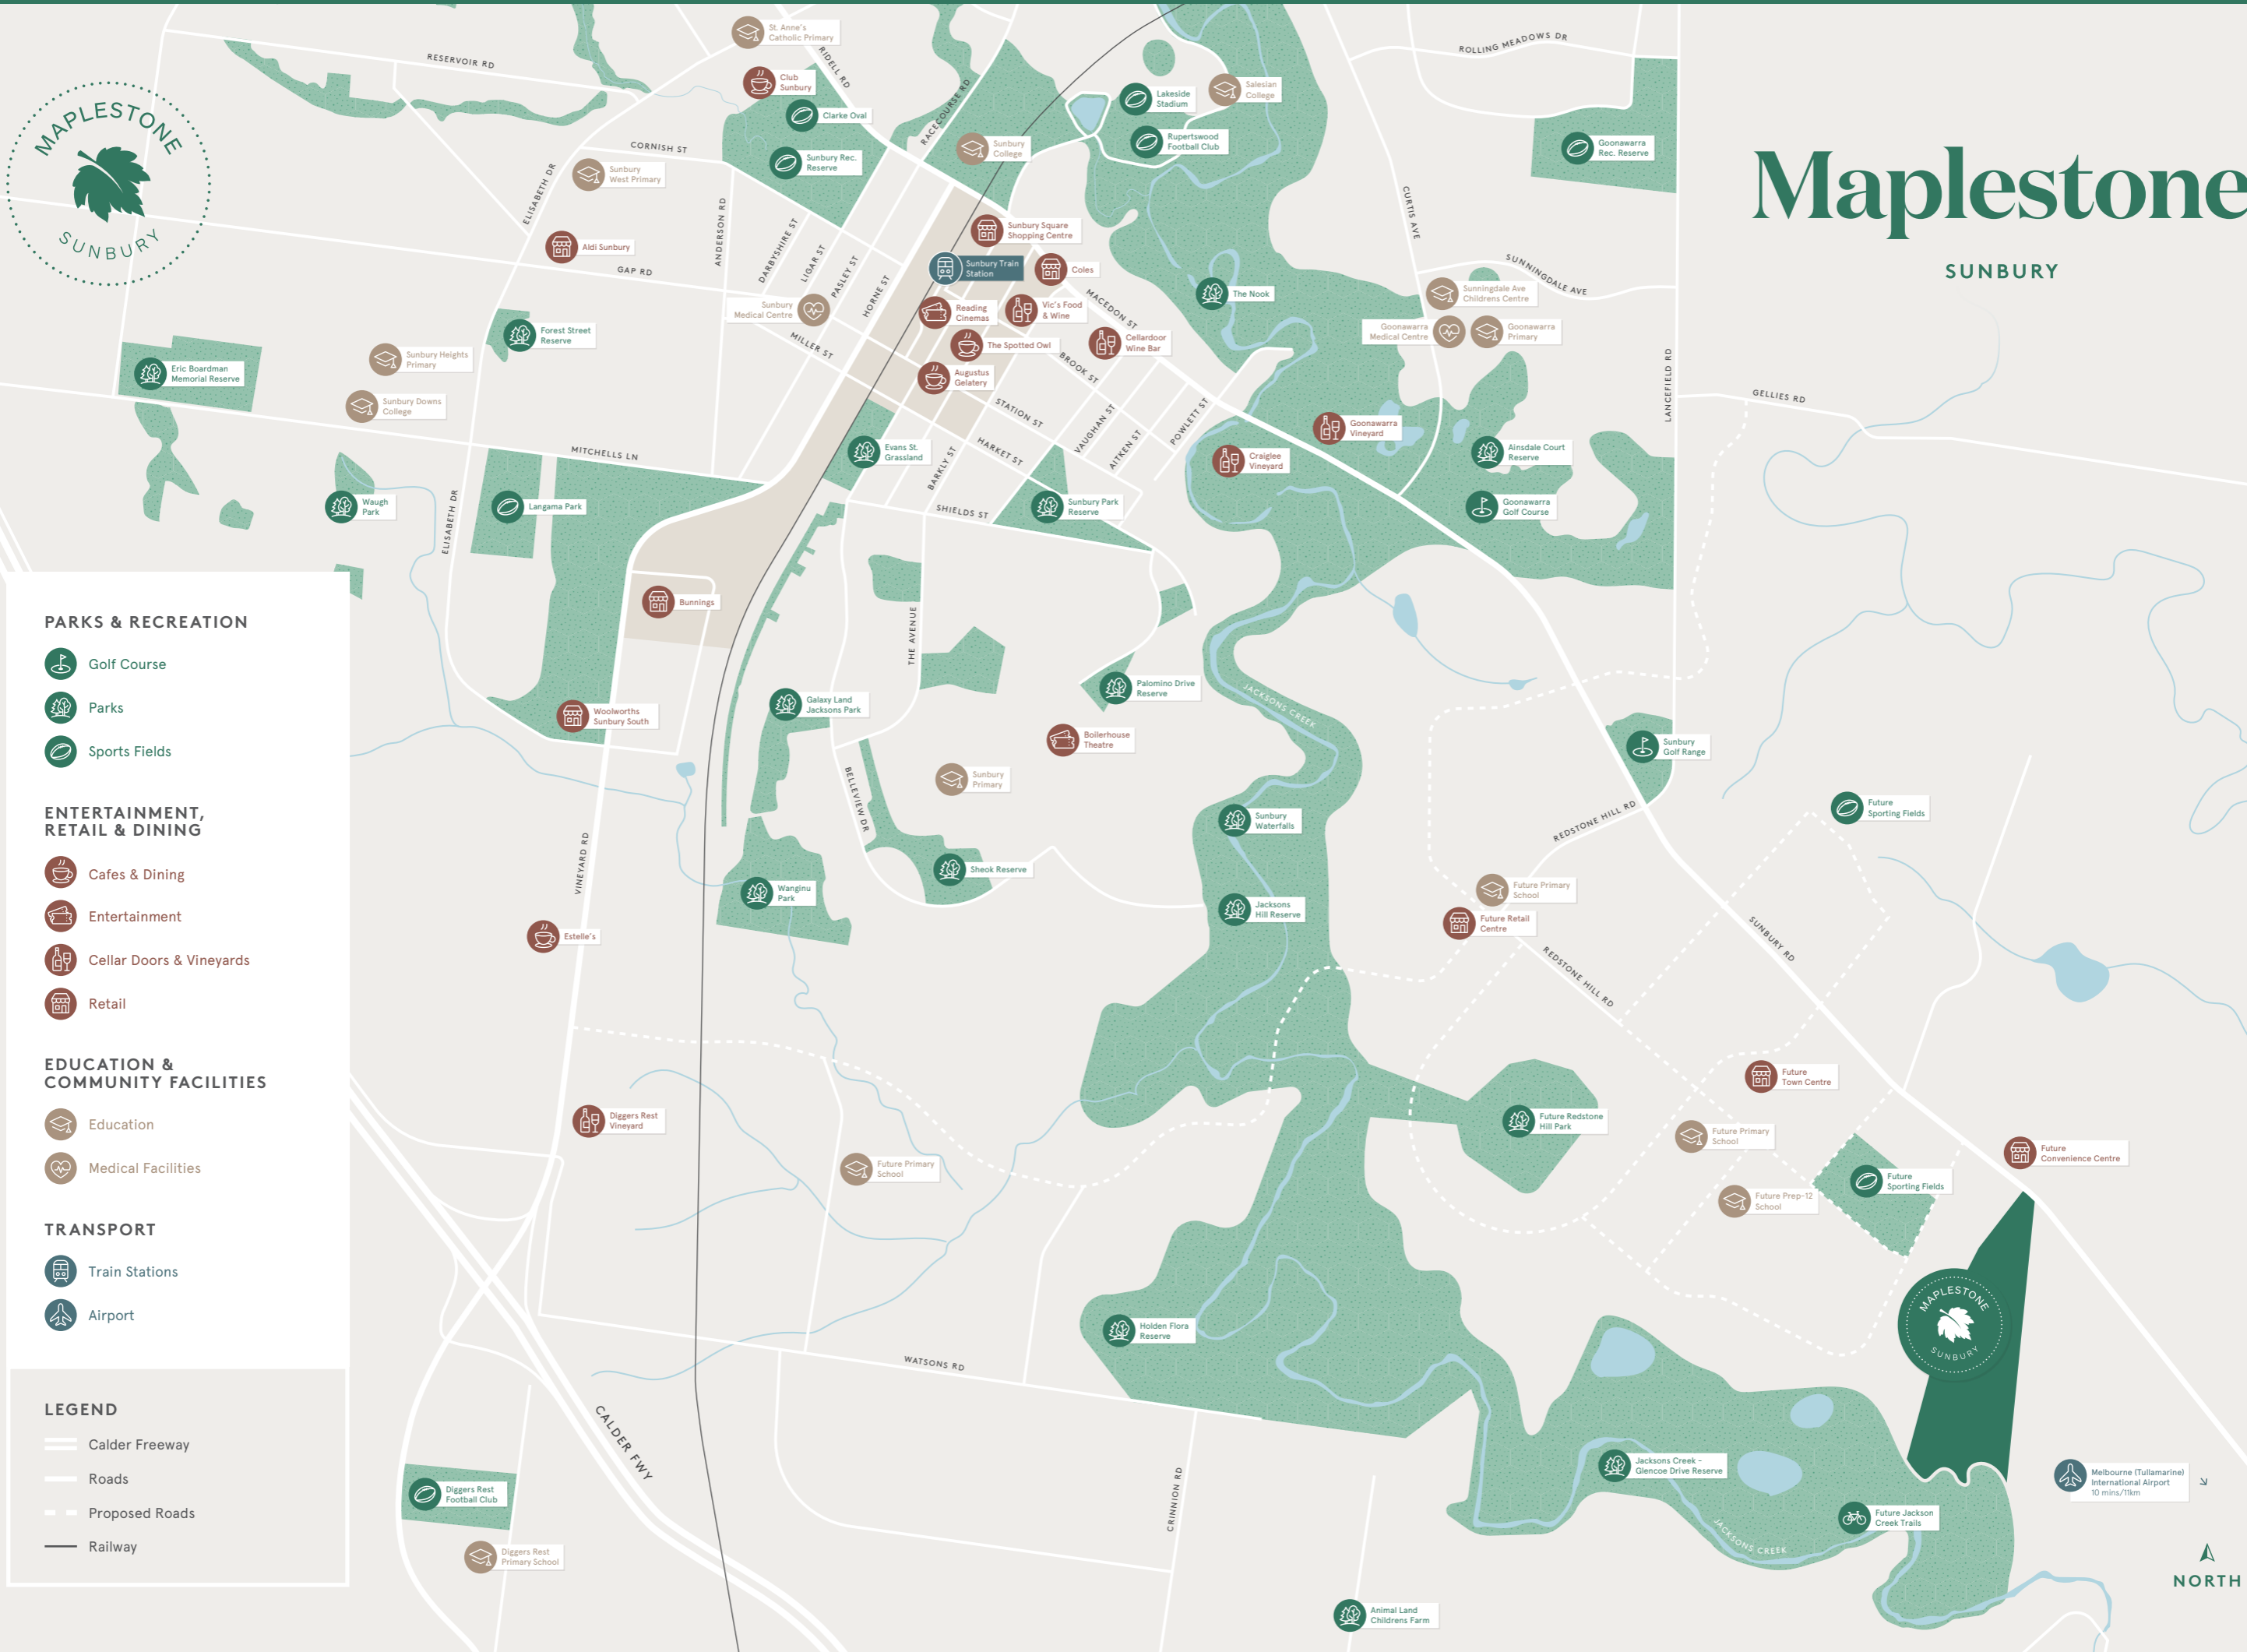 MAPLESTONE
SUNBURY
Maplestone
SUNBURY
St. Anne's
Catholic Primary
RIDELL RD
RESERVOIR RD
Club
Sunbury
Clarke Oval
RACECOURSE RD
Lakeside
Stadium
Salesian
College
ROLLING MEADOWS DR
Rupertswood
Football Club
Goonawarra
Rec. Reserve
CORNISH ST
Sunbury
West Primary
Sunbury Rec.
Reserve
Sunbury
College
ELISABETH DR
ANDERSON RD
CURTIS AVE
Aldi Sunbury
GAP RD
DARBYSHIRE ST
LIGAR ST
PASLEY ST
HORNE ST
Sunbury Square
Shopping Centre
Sunbury Train
Station
Coles
MACEDON ST
The Nook
SUNNINGDALE AVE
Sunningdale Ave
Childrens Centre
Sunbury
Medical Centre
Reading
Cinemas
Vic's Food
& Wine
Goonawarra
Medical Centre
Goonawarra
Primary
MILLER ST
The Spotted Owl
Cellardoor
Wine Bar
BROOK ST
Forest Street
Reserve
Sunbury Heights
Primary
Eric Boardman
Memorial Reserve
Sunbury Downs
College
Augustus
Gelatery
STATION ST
VAUGHAN ST
AITKEN ST
POWLETT ST
LANCEFIELD RD
GELLIES RD
Goonawarra
Vineyard
MITCHELLS LN
Evans St.
Grassland
BARKLY ST
HARKET ST
Craiglee
Vineyard
Ainsdale Court
Reserve
Waugh
Park
ELISABETH DR
Langama Park
SHIELDS ST
Sunbury Park
Reserve
Goonawarra
Golf Course
Bunnings
THE AVENUE
Palomino Drive
Reserve
JACKSONS CREEK
Woolworths
Sunbury South
Galaxy Land
Jacksons Park
Boilerhouse
Theatre
Sunbury
Golf Range
BELLEVIEW DR
Sunbury
Primary
Sunbury
Waterfalls
REDSTONE HILL RD
Future
Sporting Fields
VINEYARD RD
Sheok Reserve
Wanginu
Park
Jacksons
Hill Reserve
Future Primary
School
Future Retail
Centre
Estelle's
REDSTONE HILL RD
SUNBURY RD
Diggers Rest
Vineyard
Future Primary
School
Future Redstone
Hill Park
Future
Town Centre
Future Primary
School
Future
Convenience Centre
Future Prep-12
School
Future
Sporting Fields
MAPLESTONE
SUNBURY
Holden Flora
Reserve
WATSONS RD
CALDER FWY
CRINNION RD
Jacksons Creek -
Glencoe Drive Reserve
Future Jackson
Creek Trails
JACKSONS CREEK
Melbourne (Tullamarine)
International Airport
10 mins/11km
Diggers Rest
Football Club
Diggers Rest
Primary School
Animal Land
Childrens Farm
NORTH
PARKS & RECREATION
Golf Course
Parks
Sports Fields
ENTERTAINMENT,
RETAIL & DINING
Cafes & Dining
Entertainment
Cellar Doors & Vineyards
Retail
EDUCATION &
COMMUNITY FACILITIES
Education
Medical Facilities
TRANSPORT
Train Stations
Airport
LEGEND
Calder Freeway
Roads
Proposed Roads
Railway